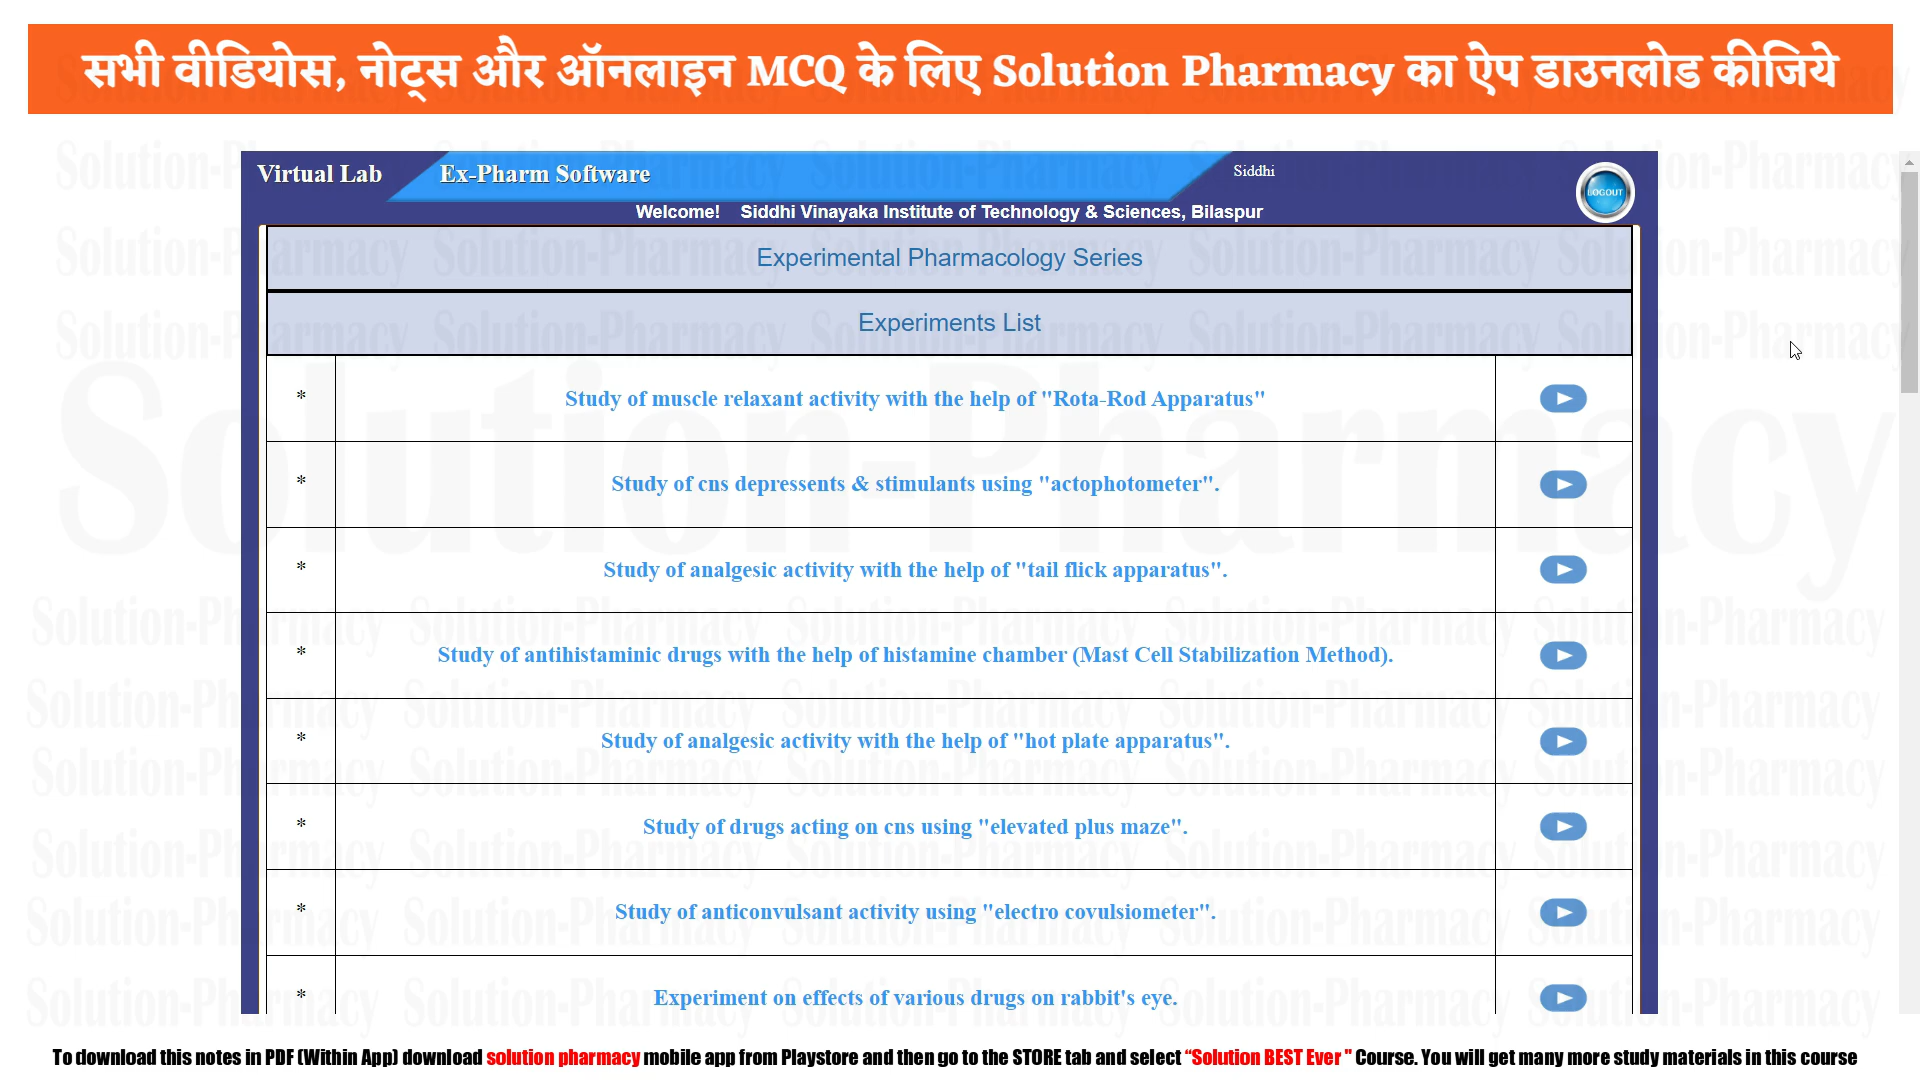 सभी वीडियोस, नोट्स और ऑनलाइन MCQ के लिए Solution Pharmacy का ऐप डाउनलोड कीजिये
Virtual Lab
Ex-Pharm Software
Siddhi
LOGOUT
Welcome! Siddhi Vinayaka Institute of Technology & Sciences, Bilaspur
Experimental Pharmacology Series
Experiments List
* Study of muscle relaxant activity with the help of "Rota-Rod Apparatus"
* Study of cns depressents & stimulants using "actophotometer".
* Study of analgesic activity with the help of "tail flick apparatus".
* Study of antihistaminic drugs with the help of histamine chamber (Mast Cell Stabilization Method).
* Study of analgesic activity with the help of "hot plate apparatus".
* Study of drugs acting on cns using "elevated plus maze".
* Study of anticonvulsant activity using "electro covulsiometer".
* Experiment on effects of various drugs on rabbit's eye.
Solution-Pharmacy
To download this notes in PDF (Within App) download solution pharmacy mobile app from Playstore and then go to the STORE tab and select “Solution BEST Ever " Course. You will get many more study materials in this course